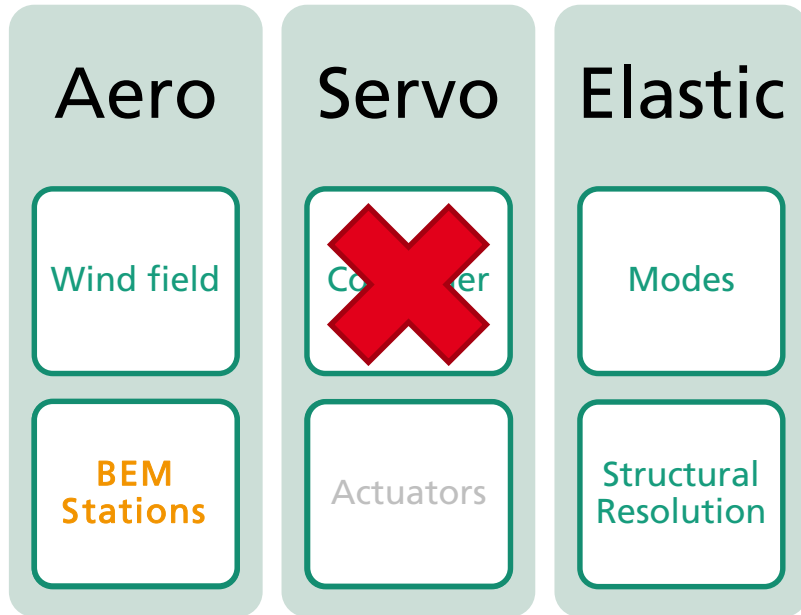 Aero
Servo
Elastic
Wind field
Modes
BEM
Stations
Actuators
Structural
Resolution